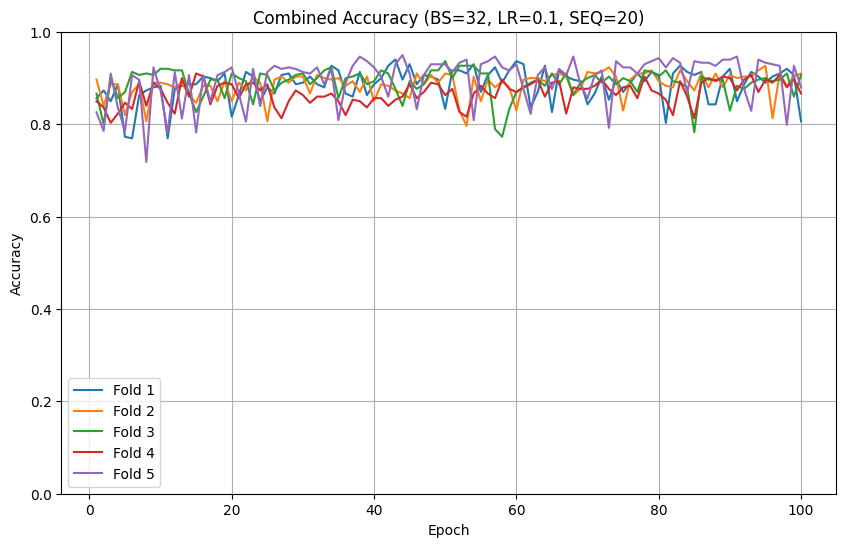 Combined Accuracy (BS=32, LR=0.1, SEQ=20)
1.0
0.8
0.6
0.4
0.2
0.0
Accuracy
Fold 1
Fold 2
Fold 3
Fold 4
Fold 5
0 20 40 60 80 100
Epoch